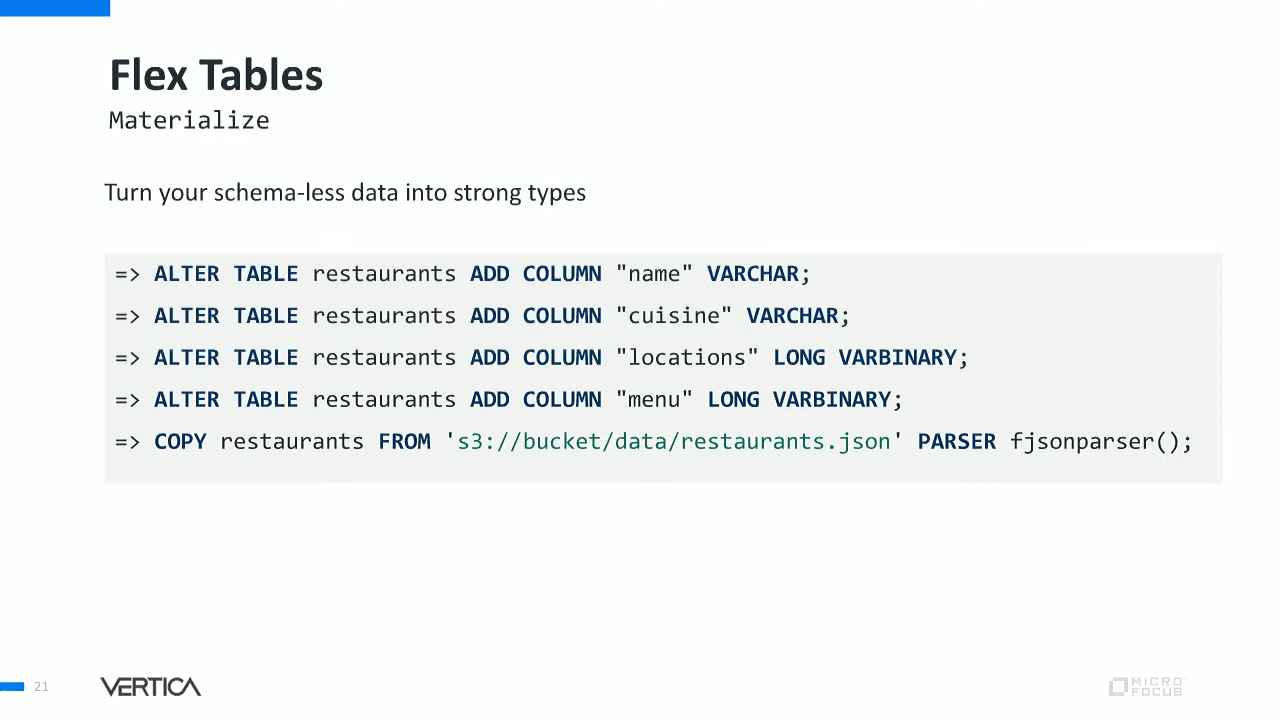 Flex Tables
Materialize
Turn your schema-less data into strong types
=> ALTER TABLE restaurants ADD COLUMN "name" VARCHAR;
=> ALTER TABLE restaurants ADD COLUMN "cuisine" VARCHAR;
=> ALTER TABLE restaurants ADD COLUMN "locations" LONG VARBINARY;
=> ALTER TABLE restaurants ADD COLUMN "menu" LONG VARBINARY;
=> COPY restaurants FROM 's3://bucket/data/restaurants.json' PARSER fjsonparser();
21
VERTICA
MICRO
FOCUS